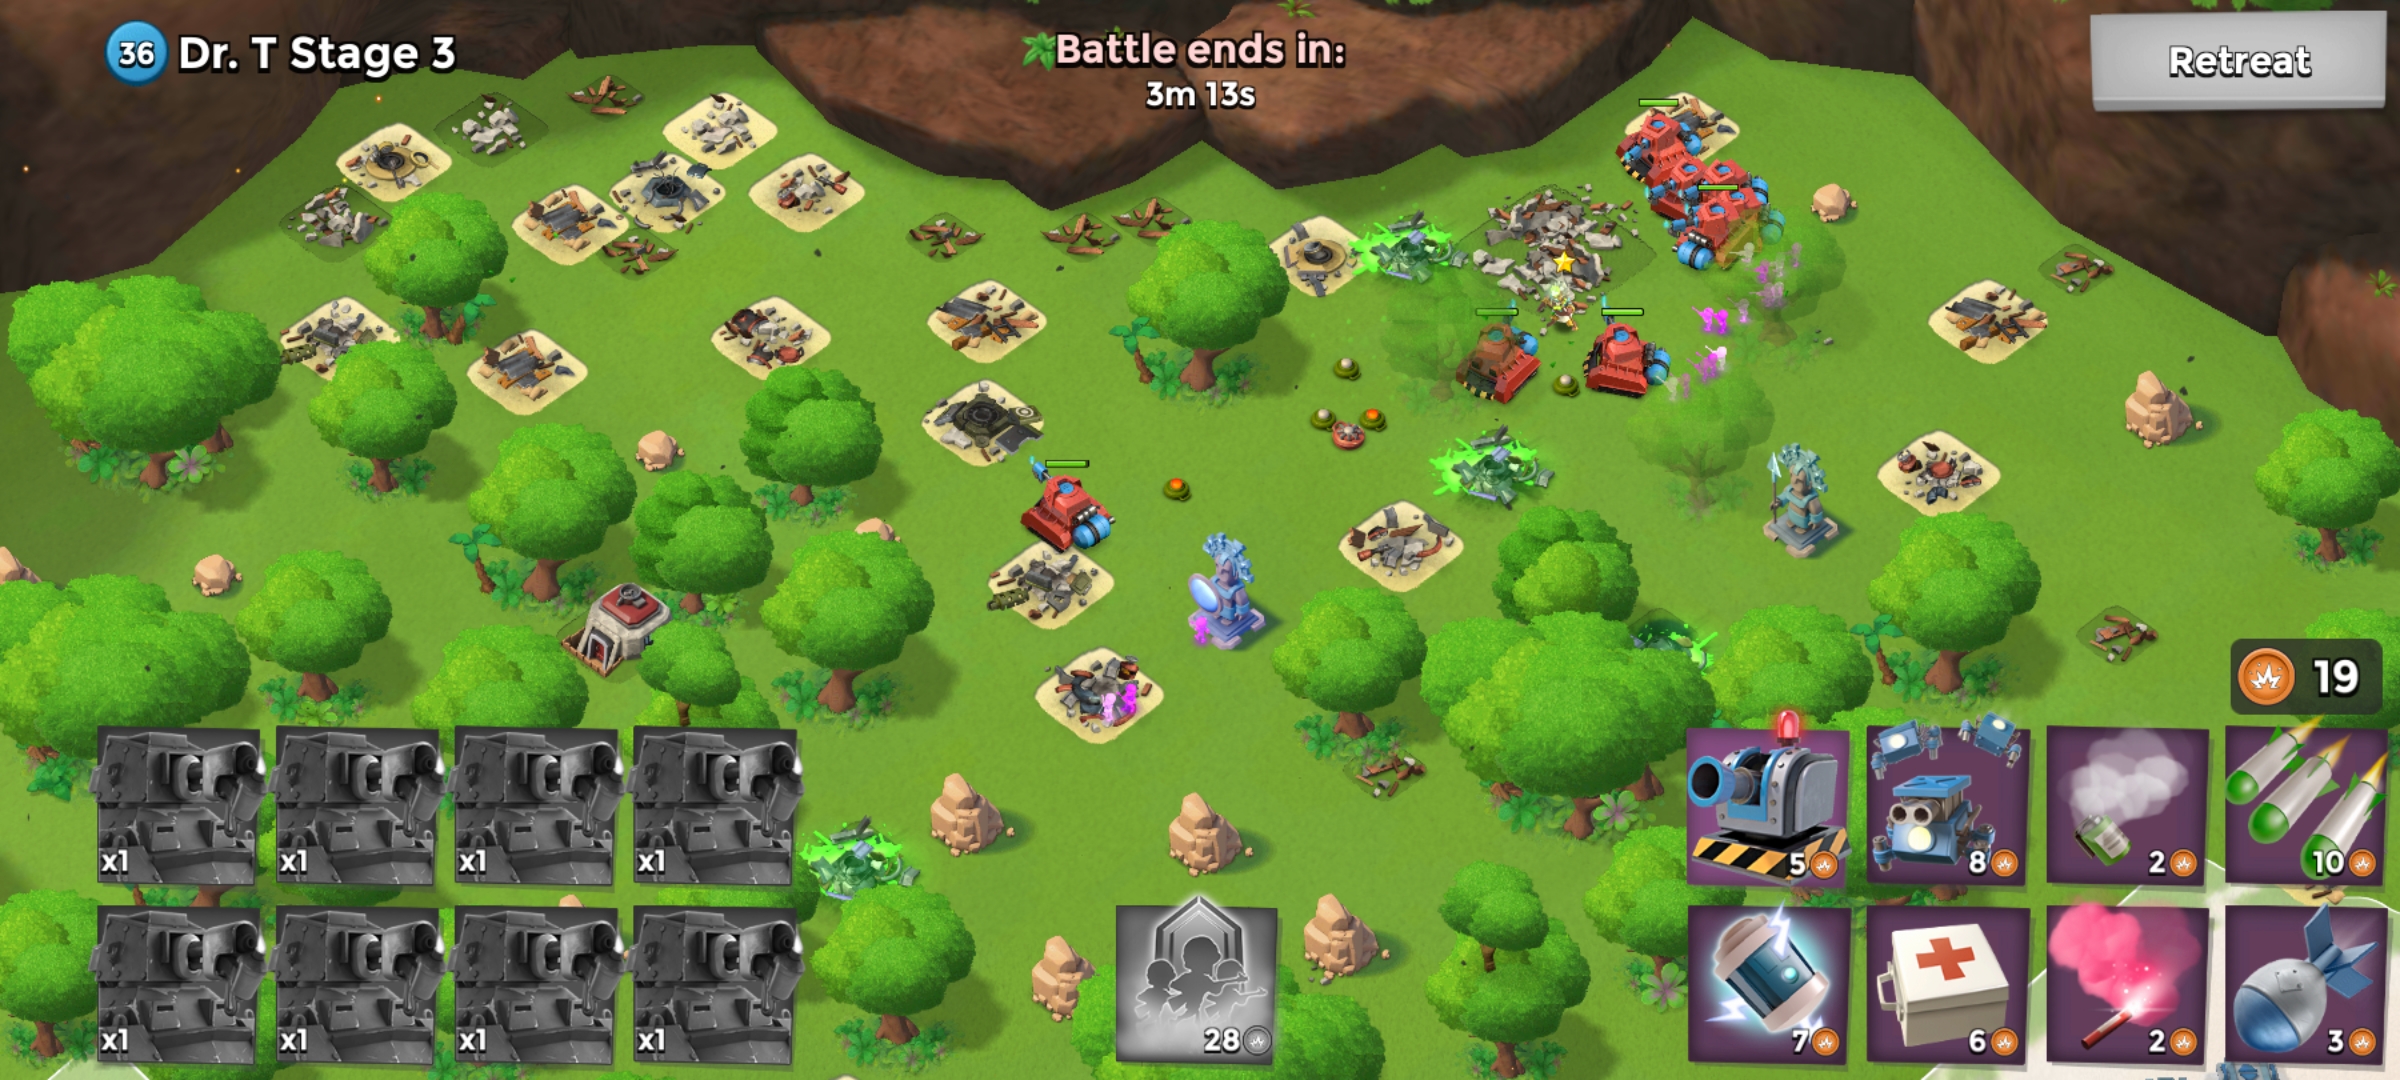 36 Dr. T Stage 3
Battle ends in:
3m 13s
Retreat
19
x1 x1 x1 x1
5 8 2 10
x1 x1 x1 x1
28
7 6 2 3